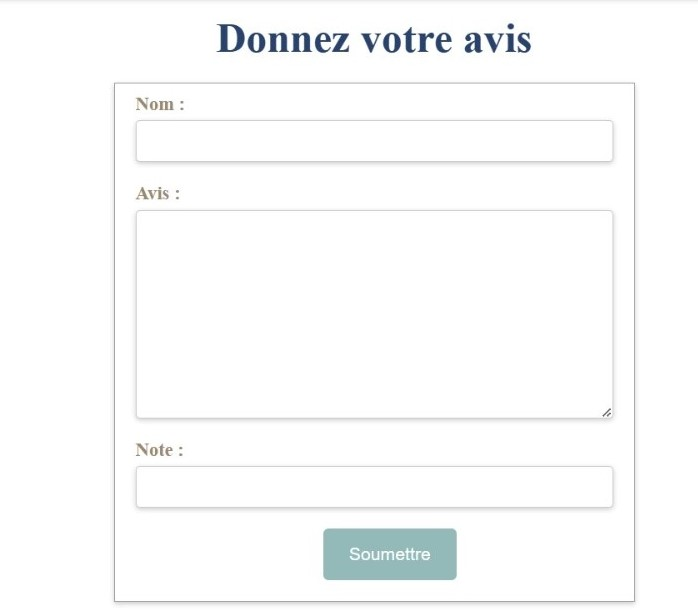 Donnez votre avis
Nom :
Avis :
Note :
Soumettre